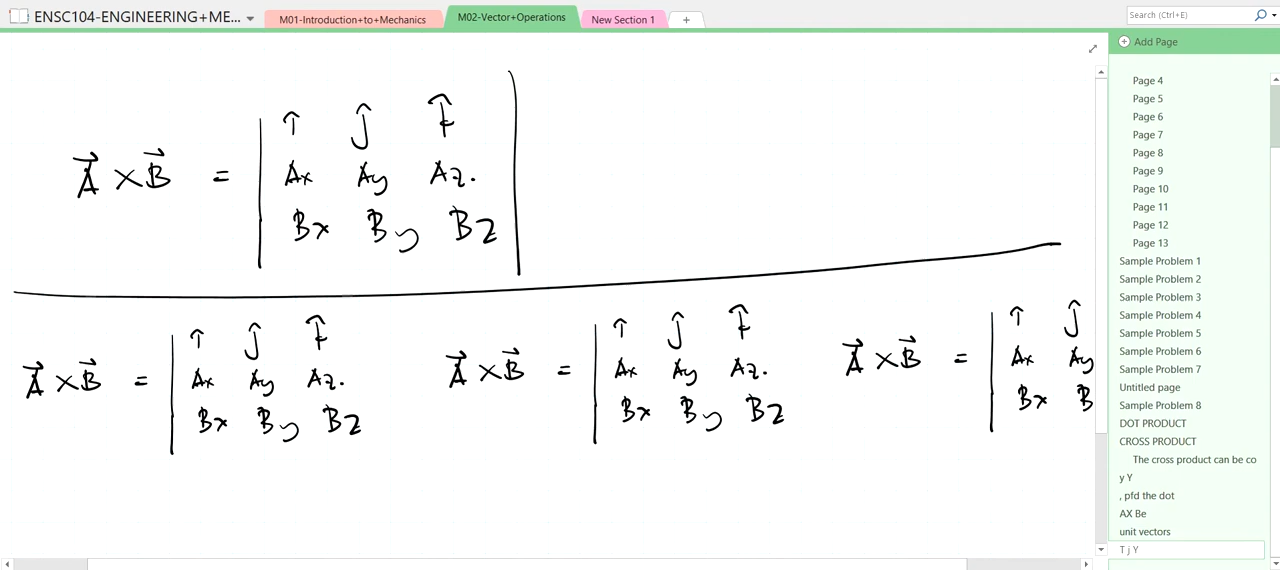 ENSC104-ENGINEERING+ME...
M01-Introduction+to+Mechanics
M02-Vector+Operations
New Section 1
Search (Ctrl+E)
Add Page
Page 4
Page 5
Page 6
Page 7
Page 8
Page 9
Page 10
Page 11
Page 12
Page 13
Sample Problem 1
Sample Problem 2
Sample Problem 3
Sample Problem 4
Sample Problem 5
Sample Problem 6
Sample Problem 7
Untitled page
Sample Problem 8
DOT PRODUCT
CROSS PRODUCT
The cross product can be co
y Y
, pfd the dot
AX Be
unit vectors
T j Y
î ĵ k̂
A⃗ × B⃗ = Ax Ay Az.
Bx By Bz
î ĵ k̂
A⃗ × B⃗ = Ax Ay Az.
Bx By Bz
î ĵ k̂
A⃗ × B⃗ = Ax Ay Az.
Bx By Bz
î ĵ
A⃗ × B⃗ = Ax Ay
Bx B